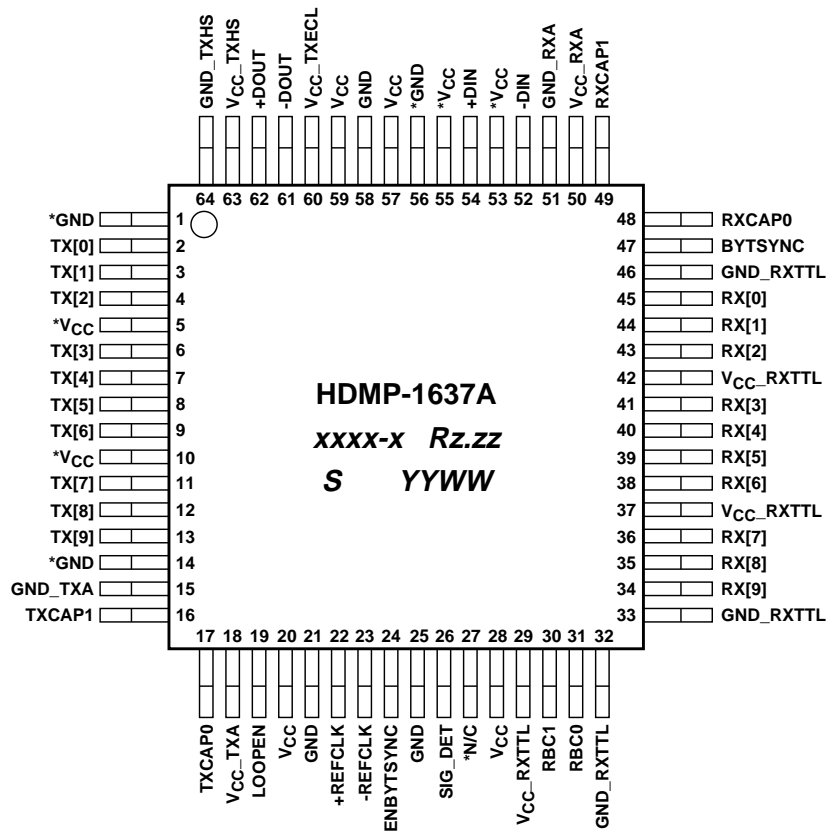 GND_TXHS
VCC_TXHS
+DOUT
-DOUT
VCC_TXECL
VCC
GND
VCC
*GND
*VCC
+DIN
*VCC
-DIN
GND_RXA
VCC_RXA
RXCAP1
64 63 62 61 60 59 58 57 56 55 54 53 52 51 50 49
*GND 1
TX[0] 2
TX[1] 3
TX[2] 4
*VCC 5
TX[3] 6
TX[4] 7
TX[5] 8
TX[6] 9
*VCC 10
TX[7] 11
TX[8] 12
TX[9] 13
*GND 14
GND_TXA 15
TXCAP1 16
HDMP-1637A
xxxx-x Rz.zz
S YYWW
48 RXCAP0
47 BYTSYNC
46 GND_RXTTL
45 RX[0]
44 RX[1]
43 RX[2]
42 VCC_RXTTL
41 RX[3]
40 RX[4]
39 RX[5]
38 RX[6]
37 VCC_RXTTL
36 RX[7]
35 RX[8]
34 RX[9]
33 GND_RXTTL
17 18 19 20 21 22 23 24 25 26 27 28 29 30 31 32
TXCAP0
VCC_TXA
LOOPEN
VCC
GND
+REFCLK
-REFCLK
ENBYTSYNC
GND
SIG_DET
*N/C
VCC
VCC_RXTTL
RBC1
RBC0
GND_RXTTL